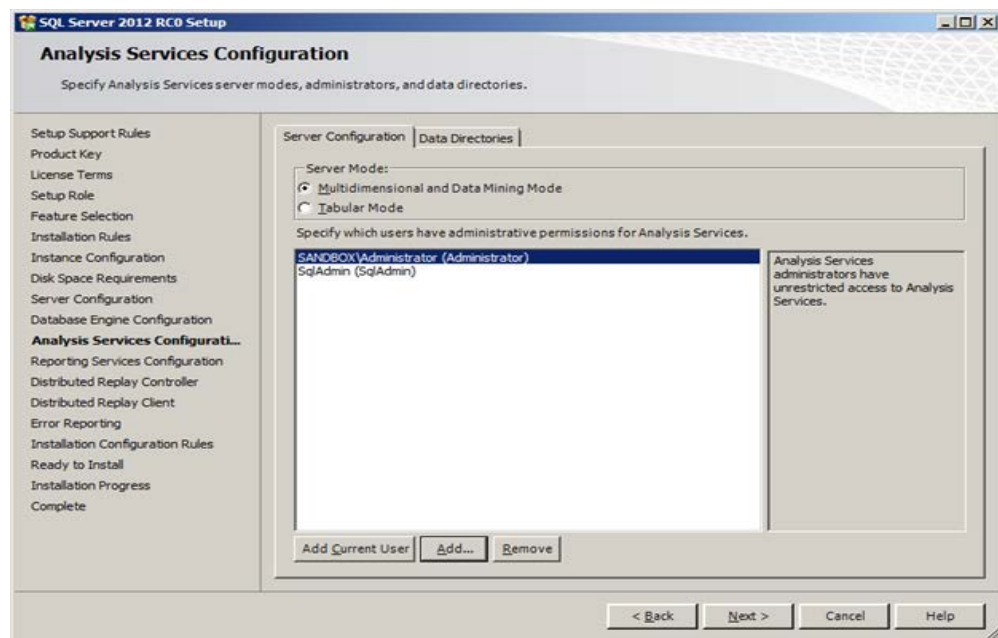 SQL Server 2012 RC0 Setup
Analysis Services Configuration
Specify Analysis Services server modes, administrators, and data directories.
Setup Support Rules
Product Key
License Terms
Setup Role
Feature Selection
Installation Rules
Instance Configuration
Disk Space Requirements
Server Configuration
Database Engine Configuration
Analysis Services Configurati...
Reporting Services Configuration
Distributed Replay Controller
Distributed Replay Client
Error Reporting
Installation Configuration Rules
Ready to Install
Installation Progress
Complete
Server Configuration Data Directories
Server Mode:
Multidimensional and Data Mining Mode
Tabular Mode
Specify which users have administrative permissions for Analysis Services.
SANDBOX\Administrator (Administrator)
SqlAdmin (SqlAdmin)
Analysis Services
administrators have
unrestricted access to Analysis
Services.
Add Current User Add... Remove
< Back Next > Cancel Help